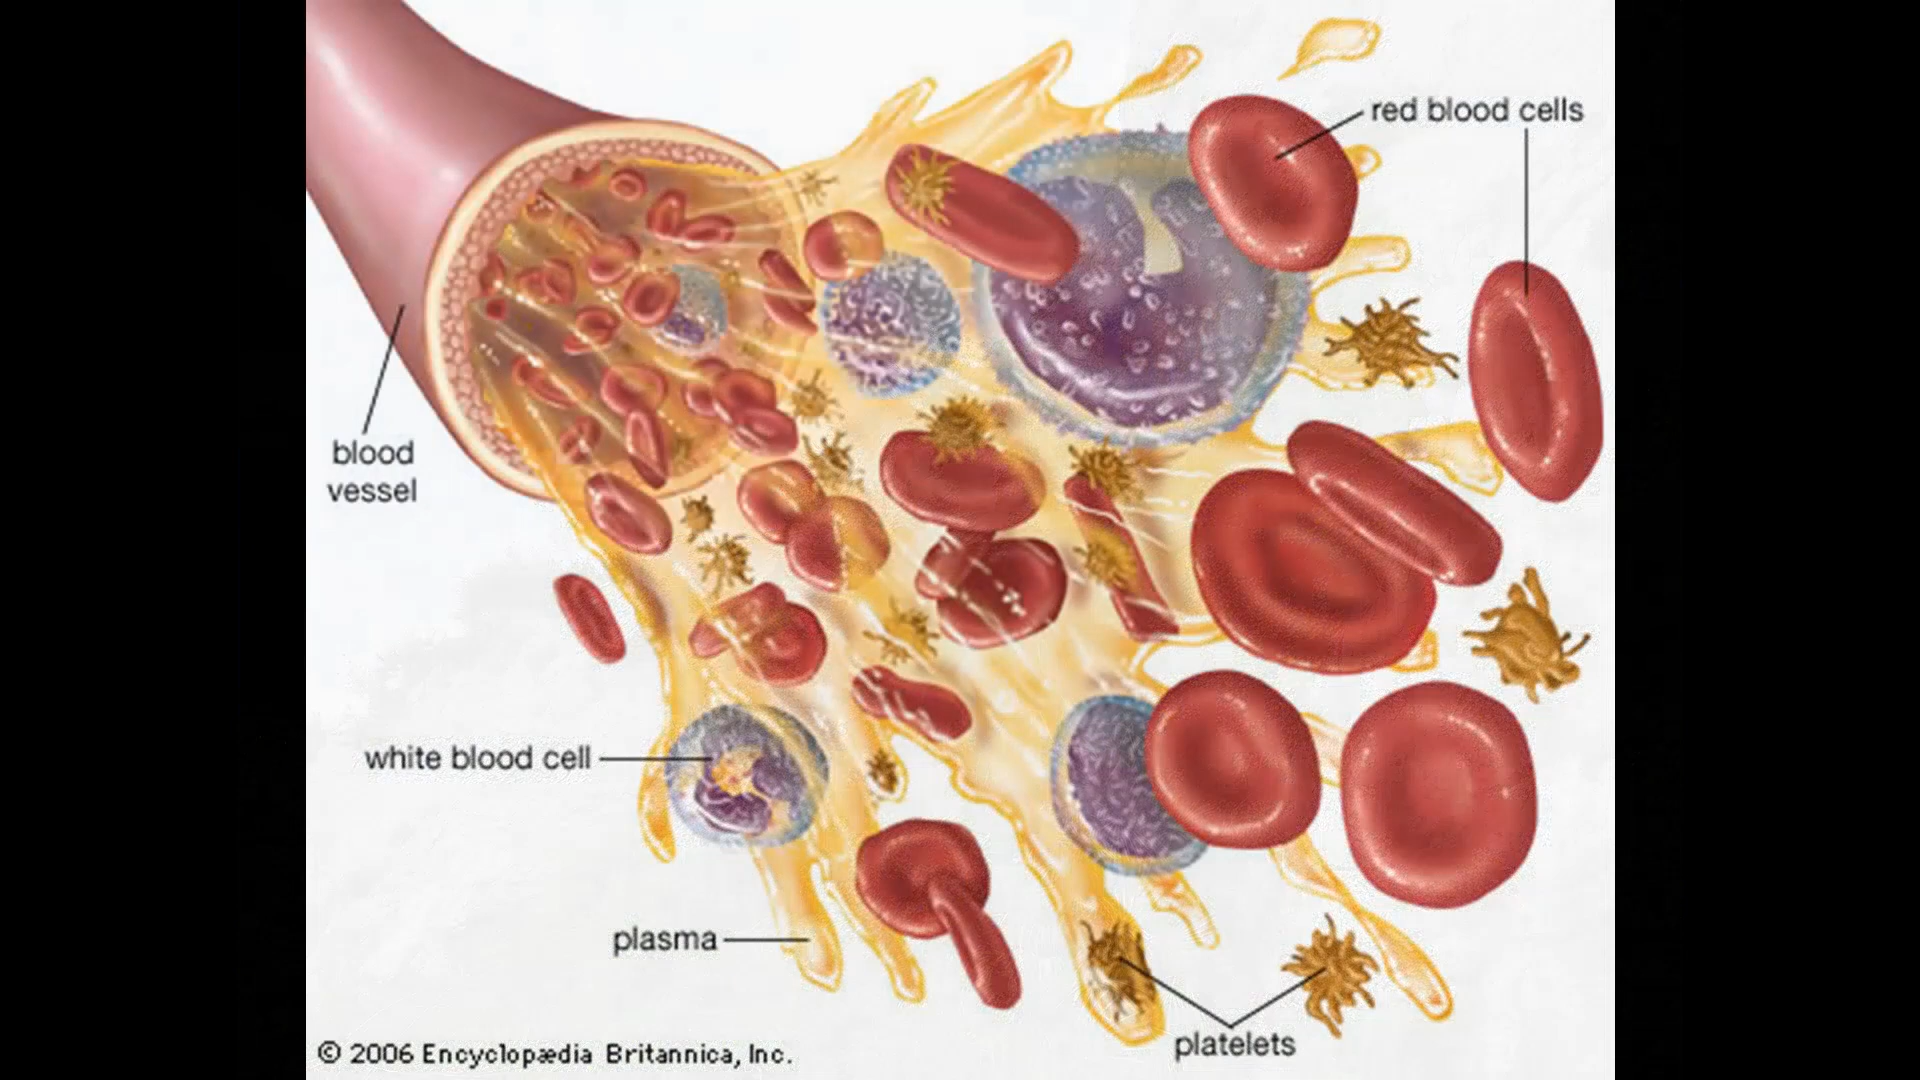 red blood cells
blood
vessel
white blood cell
plasma
platelets
© 2006 Encyclopædia Britannica, Inc.